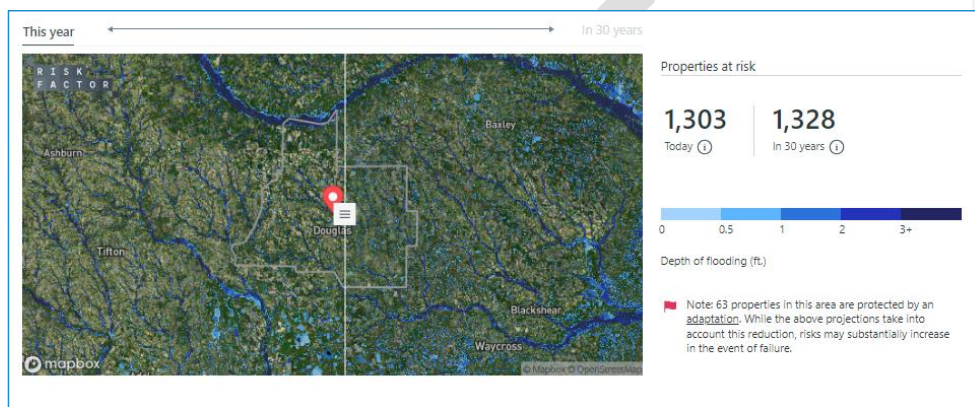 This year
In 30 years
RISK
FACTOR
Baxley
Ashburn
Douglas
Tifton
Blackshear
Waycross
mapbox
© Mapbox © OpenStreetMap
Properties at risk
1,303
1,328
Today
In 30 years
0 0.5 1 2 3+
Depth of flooding (ft.)
Note: 63 properties in this area are protected by an
adaptation. While the above projections take into
account this reduction, risks may substantially increase
in the event of failure.